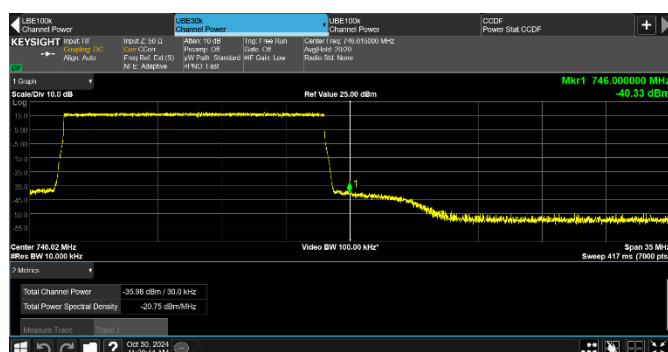 LBE100k
Channel Power
UBE30k
Channel Power
UBE100k
Channel Power
CCDF
Power Stat CCDF
KEYSIGHT Input: RF
Coupling: DC
Align: Auto
Input Z: 50 Ω
Corr CCorr
Freq Ref: Ext (S)
NFE: Adaptive
Atten: 10 dB
Preamp: Off
µW Path: Standard
#PNO: Fast
Trig: Free Run
Gate: Off
#IF Gain: Low
Center Freq: 746.015000 MHz
Avg|Hold: 20/20
Radio Std: None
1 Graph
Scale/Div 10.0 dB
Ref Value 25.00 dBm
Mkr1 746.000000 MHz
-40.33 dBm
Log
15.0
5.00
-5.00
-15.0
-25.0
-35.0
-45.0
-55.0
-65.0
1
Center 746.02 MHz
#Res BW 10.000 kHz
Video BW 100.00 kHz*
Span 35 MHz
Sweep 417 ms (7000 pts)
2 Metrics
Total Channel Power -35.98 dBm / 30.0 kHz
Total Power Spectral Density -20.75 dBm/MHz
Measure Trace Trace 1
Oct 30, 2024